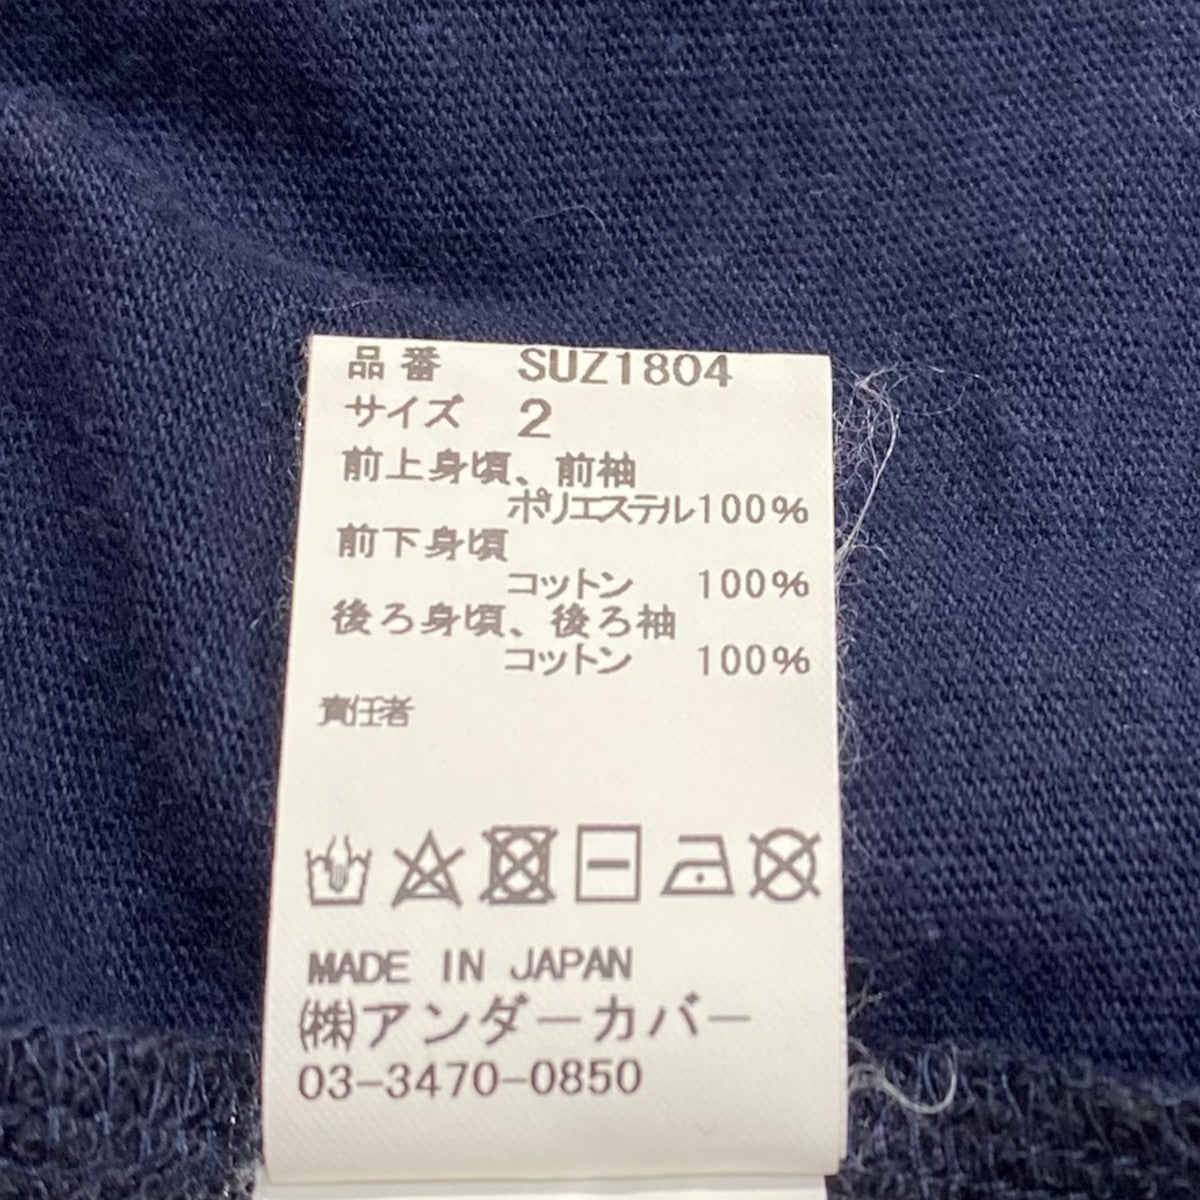 品番 SUZ1804
サイズ 2
前上身頃、前袖
ポリエステル100%
前下身頃
コットン 100%
後ろ身頃、後ろ袖
コットン 100%
責任者
MADE IN JAPAN
㈱アンダーカバー
03-3470-0850